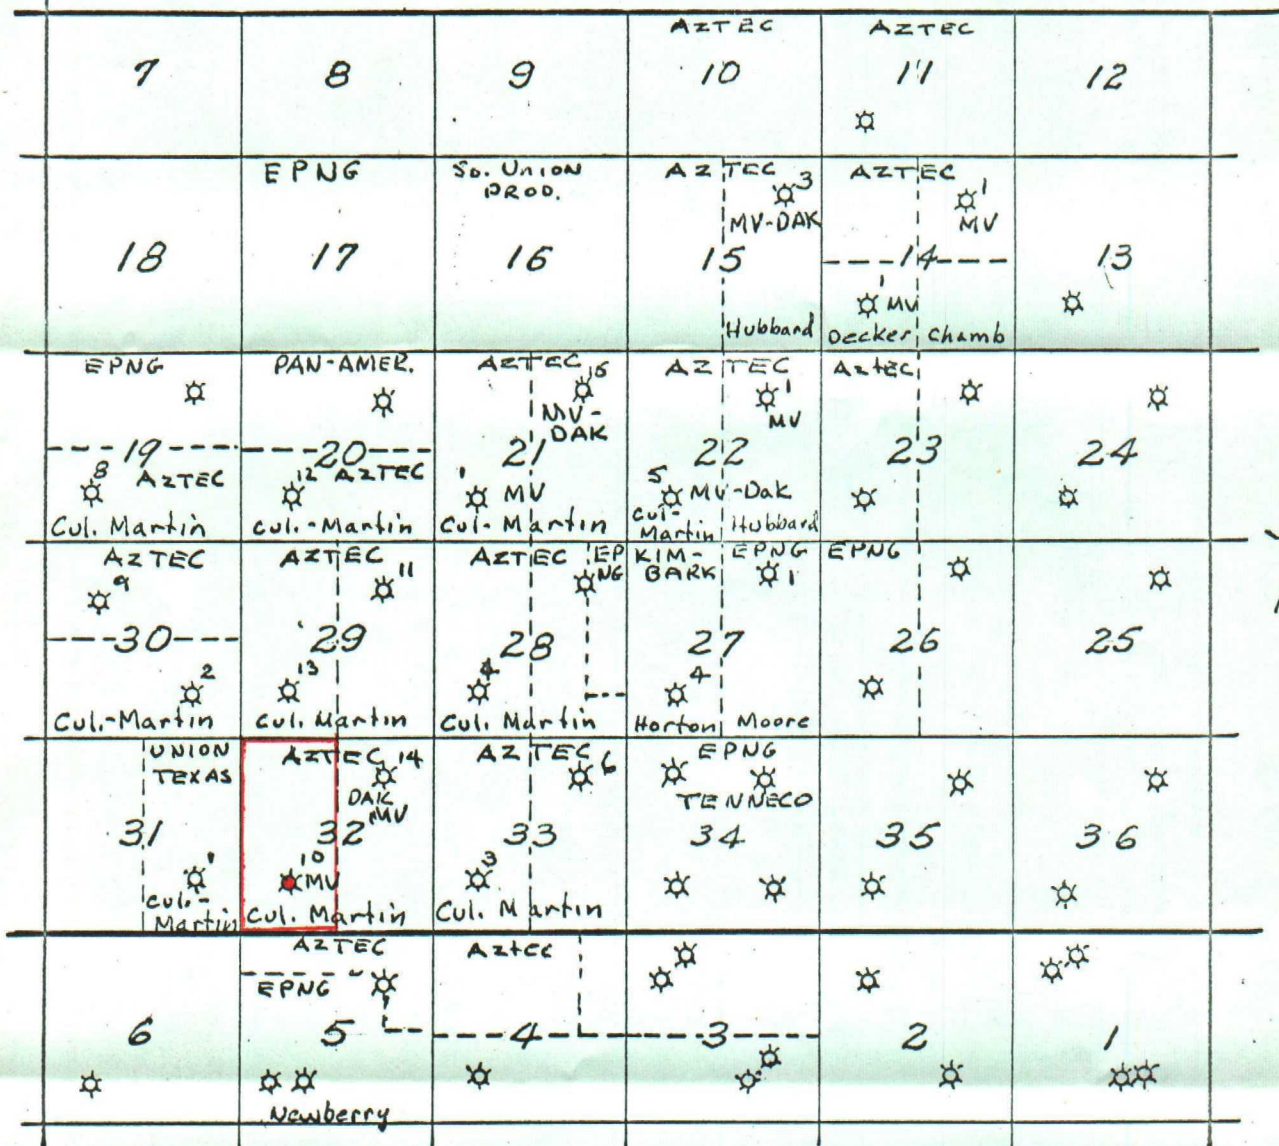 AZTEC AZTEC
7 8 9 10 11 12
EPNG
So. Union
PROD.
AZTEC
3
MV-DAK
AZTEC
1
MV
18 17 16 15 14 13
1
MV
Hubbard
Decker
Chamb
EPNG
PAN-AMER.
AZTEC
15
MV-
DAK
AZTEC
1
MV
Aztec
19 20 21 22 23 24
8
AZTEC
12
AZTEC
1
MV
5
MV-Dak
Cul. Martin
Cul.-Martin
Cul-Martin
Cul-
Martin
Hubbard
AZTEC
9
AZTEC
11
AZTEC
EP
NG
KIM-
BARK
EPNG
1
EPNG
30 29 28 27 26 25
2
13
4
4
Cul.-Martin
Cul. Martin
Cul. Martin
Horton
Moore
UNION
TEXAS
AZTEC
14
DAK
MV
AZTEC
6
EPNG
TENNECO
31 32 33 34 35 36
1
10
MV
3
Cul.-
Martin
Cul. Martin
Cul. Martin
AZTEC
EPNG
Aztec
6 5 4 3 2 1
Newberry